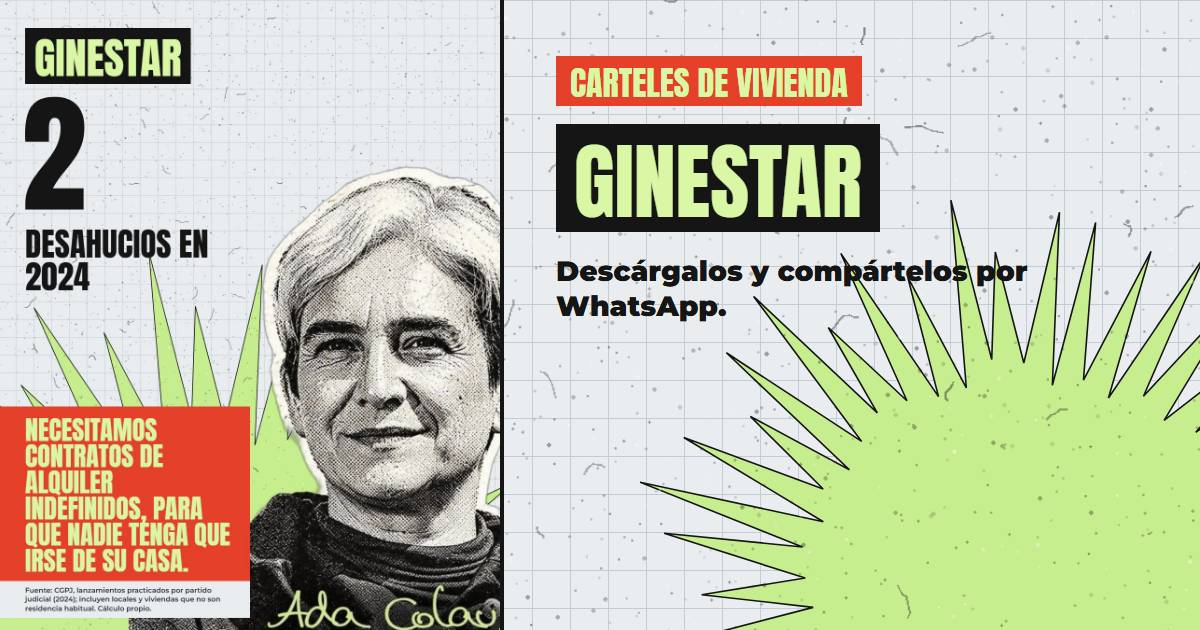 GINESTAR
2
DESAHUCIOS EN
2024
NECESITAMOS
CONTRATOS DE
ALQUILER
INDEFINIDOS, PARA
QUE NADIE TENGA QUE
IRSE DE SU CASA.
Fuente: CGPJ, lanzamientos practicados por partido
judicial (2024); incluyen locales y viviendas que no son
residencia habitual. Cálculo propio.
Ada Colau
CARTELES DE VIVIENDA
GINESTAR
Descárgalos y compártelos por
WhatsApp.